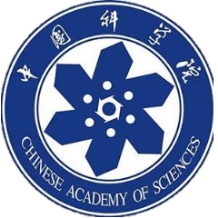 中国科学院
CHINESE ACADEMY OF SCIENCES